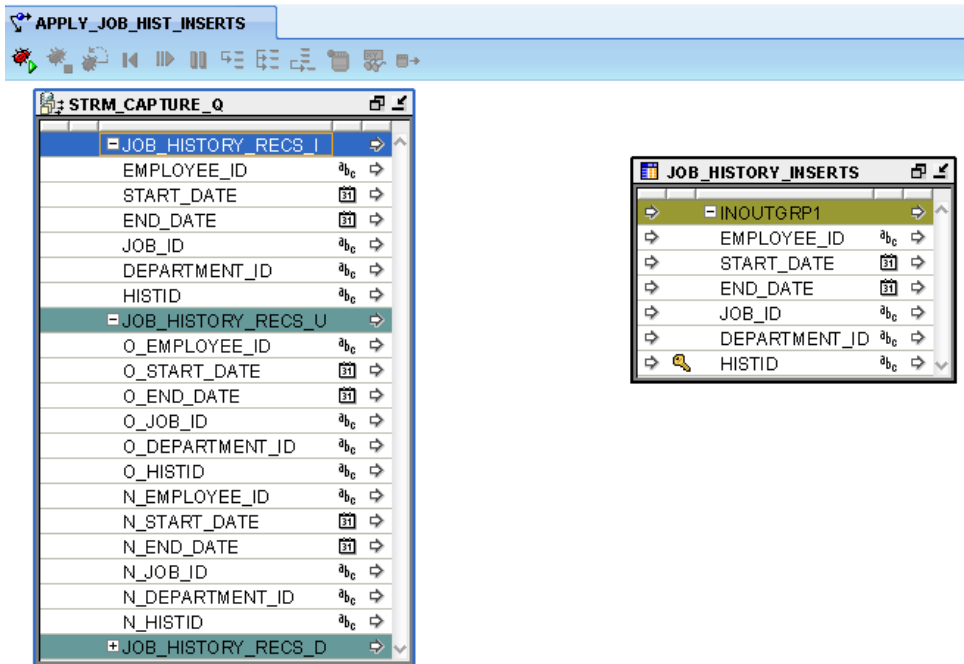 APPLY_JOB_HIST_INSERTS
STRM_CAPTURE_Q
JOB_HISTORY_RECS_I
EMPLOYEE_ID
START_DATE
END_DATE
JOB_ID
DEPARTMENT_ID
HISTID
JOB_HISTORY_RECS_U
O_EMPLOYEE_ID
O_START_DATE
O_END_DATE
O_JOB_ID
O_DEPARTMENT_ID
O_HISTID
N_EMPLOYEE_ID
N_START_DATE
N_END_DATE
N_JOB_ID
N_DEPARTMENT_ID
N_HISTID
JOB_HISTORY_RECS_D
JOB_HISTORY_INSERTS
INOUTGRP1
EMPLOYEE_ID
START_DATE
END_DATE
JOB_ID
DEPARTMENT_ID
HISTID